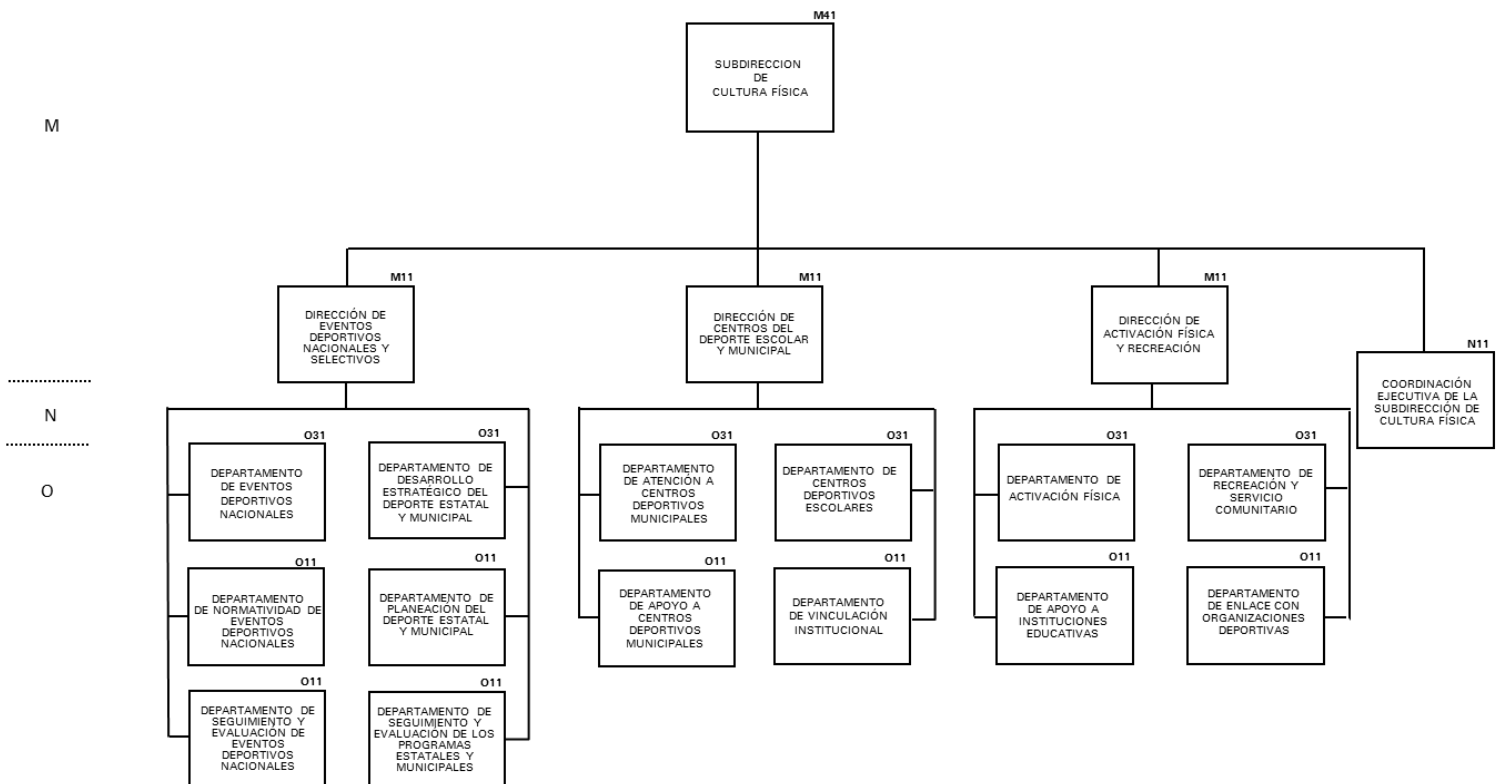 M41
SUBDIRECCION
DE
CULTURA FÍSICA
M
M11
DIRECCIÓN DE
EVENTOS
DEPORTIVOS
NACIONALES Y
SELECTIVOS
M11
DIRECCIÓN DE
CENTROS DEL
DEPORTE ESCOLAR
Y MUNICIPAL
M11
DIRECCIÓN DE
ACTIVACIÓN FÍSICA
Y RECREACIÓN
N11
COORDINACIÓN
EJECUTIVA DE LA
SUBDIRECCIÓN DE
CULTURA FÍSICA
N
O
O31
DEPARTAMENTO
DE EVENTOS
DEPORTIVOS
NACIONALES
O31
DEPARTAMENTO DE
DESARROLLO
ESTRATÉGICO DEL
DEPORTE ESTATAL
Y MUNICIPAL
O31
DEPARTAMENTO
DE ATENCIÓN A
CENTROS
DEPORTIVOS
MUNICIPALES
O31
DEPARTAMENTO DE
CENTROS
DEPORTIVOS
ESCOLARES
O31
DEPARTAMENTO DE
ACTIVACIÓN FÍSICA
O31
DEPARTAMENTO DE
RECREACIÓN Y
SERVICIO
COMUNITARIO
O11
DEPARTAMENTO
DE NORMATIVIDAD DE
EVENTOS
DEPORTIVOS
NACIONALES
O11
DEPARTAMENTO DE
PLANEACIÓN DEL
DEPORTE ESTATAL
Y MUNICIPAL
O11
DEPARTAMENTO
DE APOYO A
CENTROS
DEPORTIVOS
MUNICIPALES
O11
DEPARTAMENTO
DE VINCULACIÓN
INSTITUCIONAL
O11
DEPARTAMENTO
DE APOYO A
INSTITUCIONES
EDUCATIVAS
O11
DEPARTAMENTO
DE ENLACE CON
ORGANIZACIONES
DEPORTIVAS
O11
DEPARTAMENTO DE
SEGUIMIENTO Y
EVALUACIÓN DE
EVENTOS
DEPORTIVOS
NACIONALES
O11
DEPARTAMENTO DE
SEGUIMIENTO Y
EVALUACIÓN DE LOS
PROGRAMAS
ESTATALES Y
MUNICIPALES